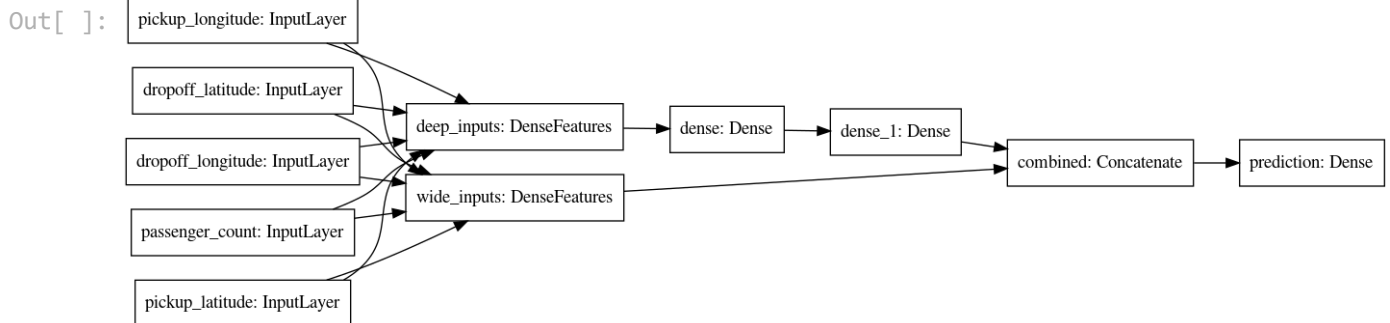 Out[ ]:
pickup_longitude: InputLayer
dropoff_latitude: InputLayer
dropoff_longitude: InputLayer
passenger_count: InputLayer
pickup_latitude: InputLayer
deep_inputs: DenseFeatures
wide_inputs: DenseFeatures
dense: Dense
dense_1: Dense
combined: Concatenate
prediction: Dense